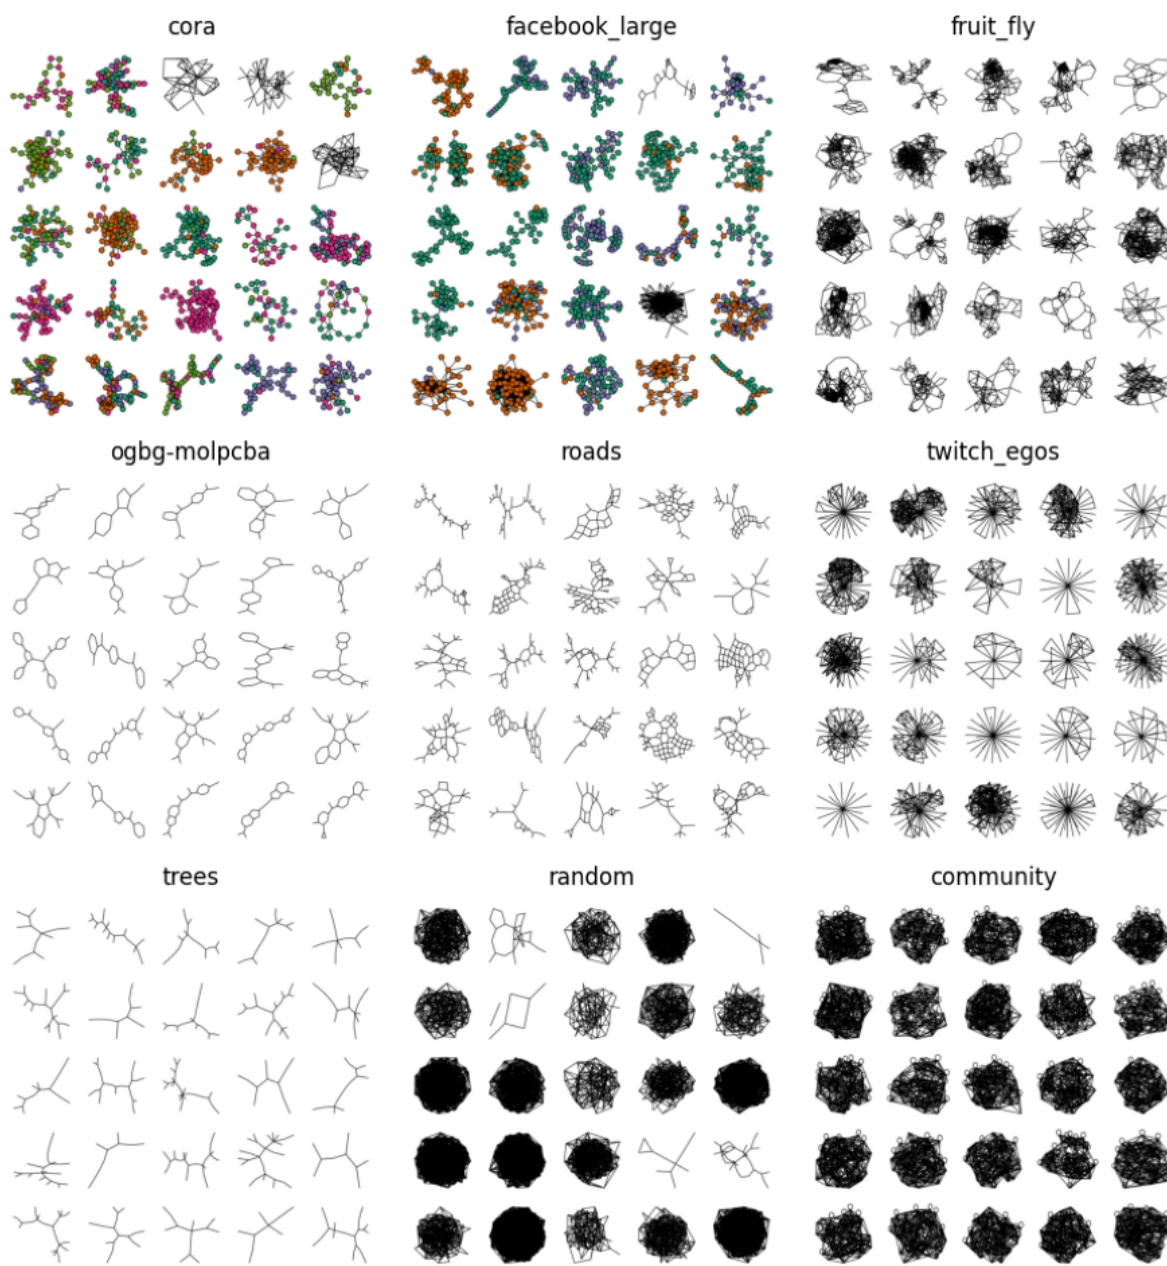 cora
facebook_large
fruit_fly
ogbg-molpcba
roads
twitch_egos
trees
random
community